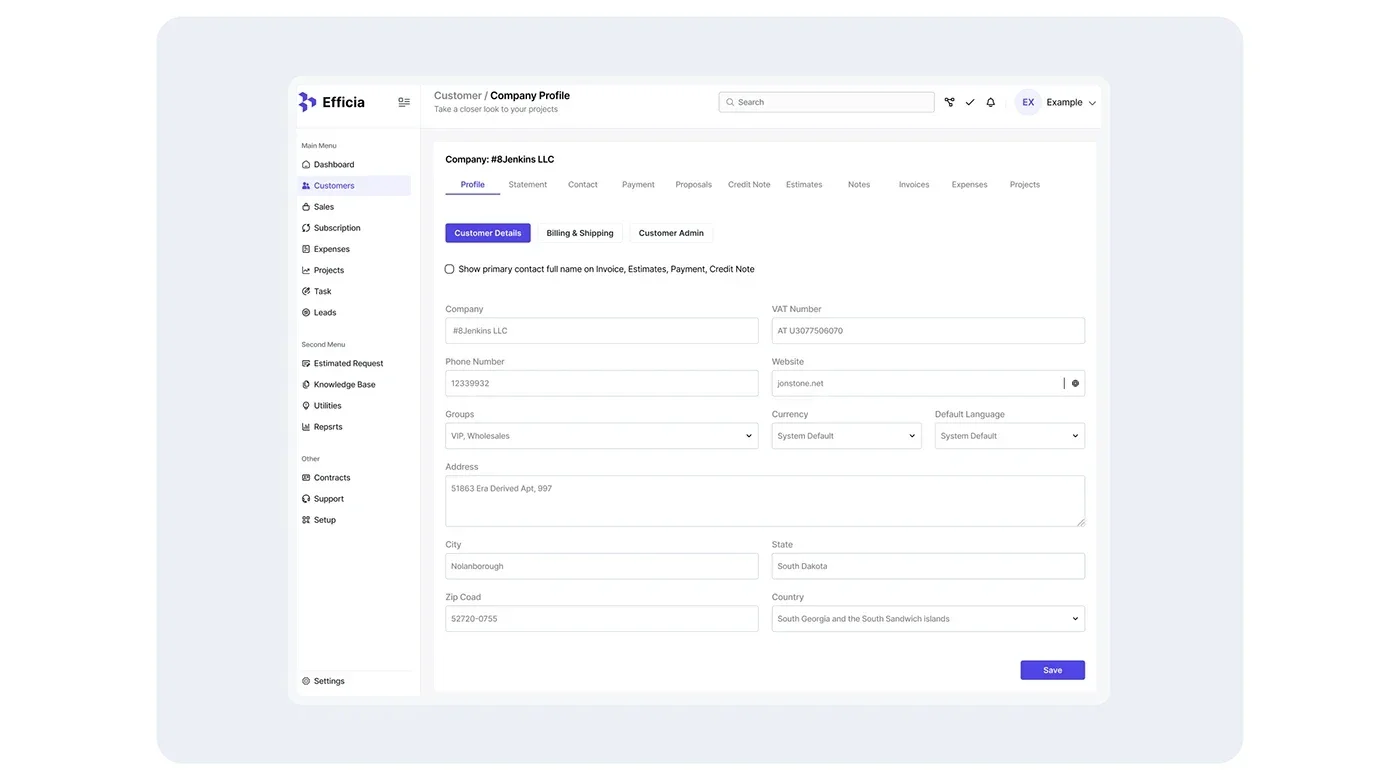 Efficia
Customer / Company Profile
Take a closer look to your projects
Search
EX
Example
Main Menu
Dashboard
Customers
Sales
Subscription
Expenses
Projects
Task
Leads
Second Menu
Estimated Request
Knowledge Base
Utilities
Repsrts
Other
Contracts
Support
Setup
Settings
Company: #8Jenkins LLC
Profile Statement Contact Payment Proposals Credit Note Estimates Notes Invoices Expenses Projects
Customer Details Billing & Shipping Customer Admin
Show primary contact full name on Invoice, Estimates, Payment, Credit Note
Company VAT Number
#8Jenkins LLC AT U3077506070
Phone Number Website
12339932 jonstone.net
Groups Currency Default Language
VIP, Wholesales System Default System Default
Address
51863 Era Derived Apt, 997
City State
Nolanborough South Dakota
Zip Coad Country
52720-0755 South Georgia and the South Sandwich islands
Save